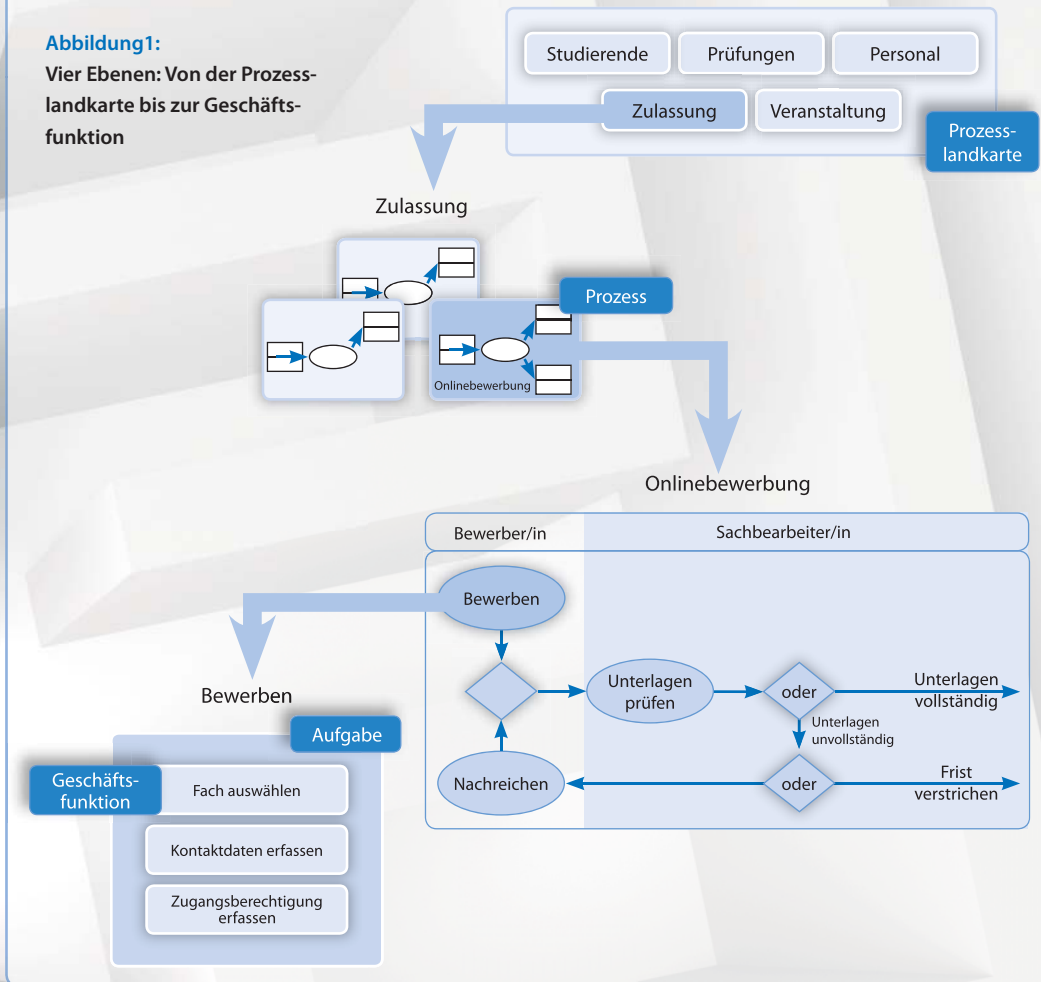 Abbildung1:
Vier Ebenen: Von der Prozess-
landkarte bis zur Geschäfts-
funktion
Studierende
Prüfungen
Personal
Zulassung
Veranstaltung
Prozess-
landkarte
Zulassung
Prozess
Onlinebewerbung
Onlinebewerbung
Bewerber/in
Sachbearbeiter/in
Bewerben
Unterlagen
prüfen
oder
Unterlagen
vollständig
Unterlagen
unvollständig
Nachreichen
oder
Frist
verstrichen
Bewerben
Aufgabe
Geschäfts-
funktion
Fach auswählen
Kontaktdaten erfassen
Zugangsberechtigung
erfassen